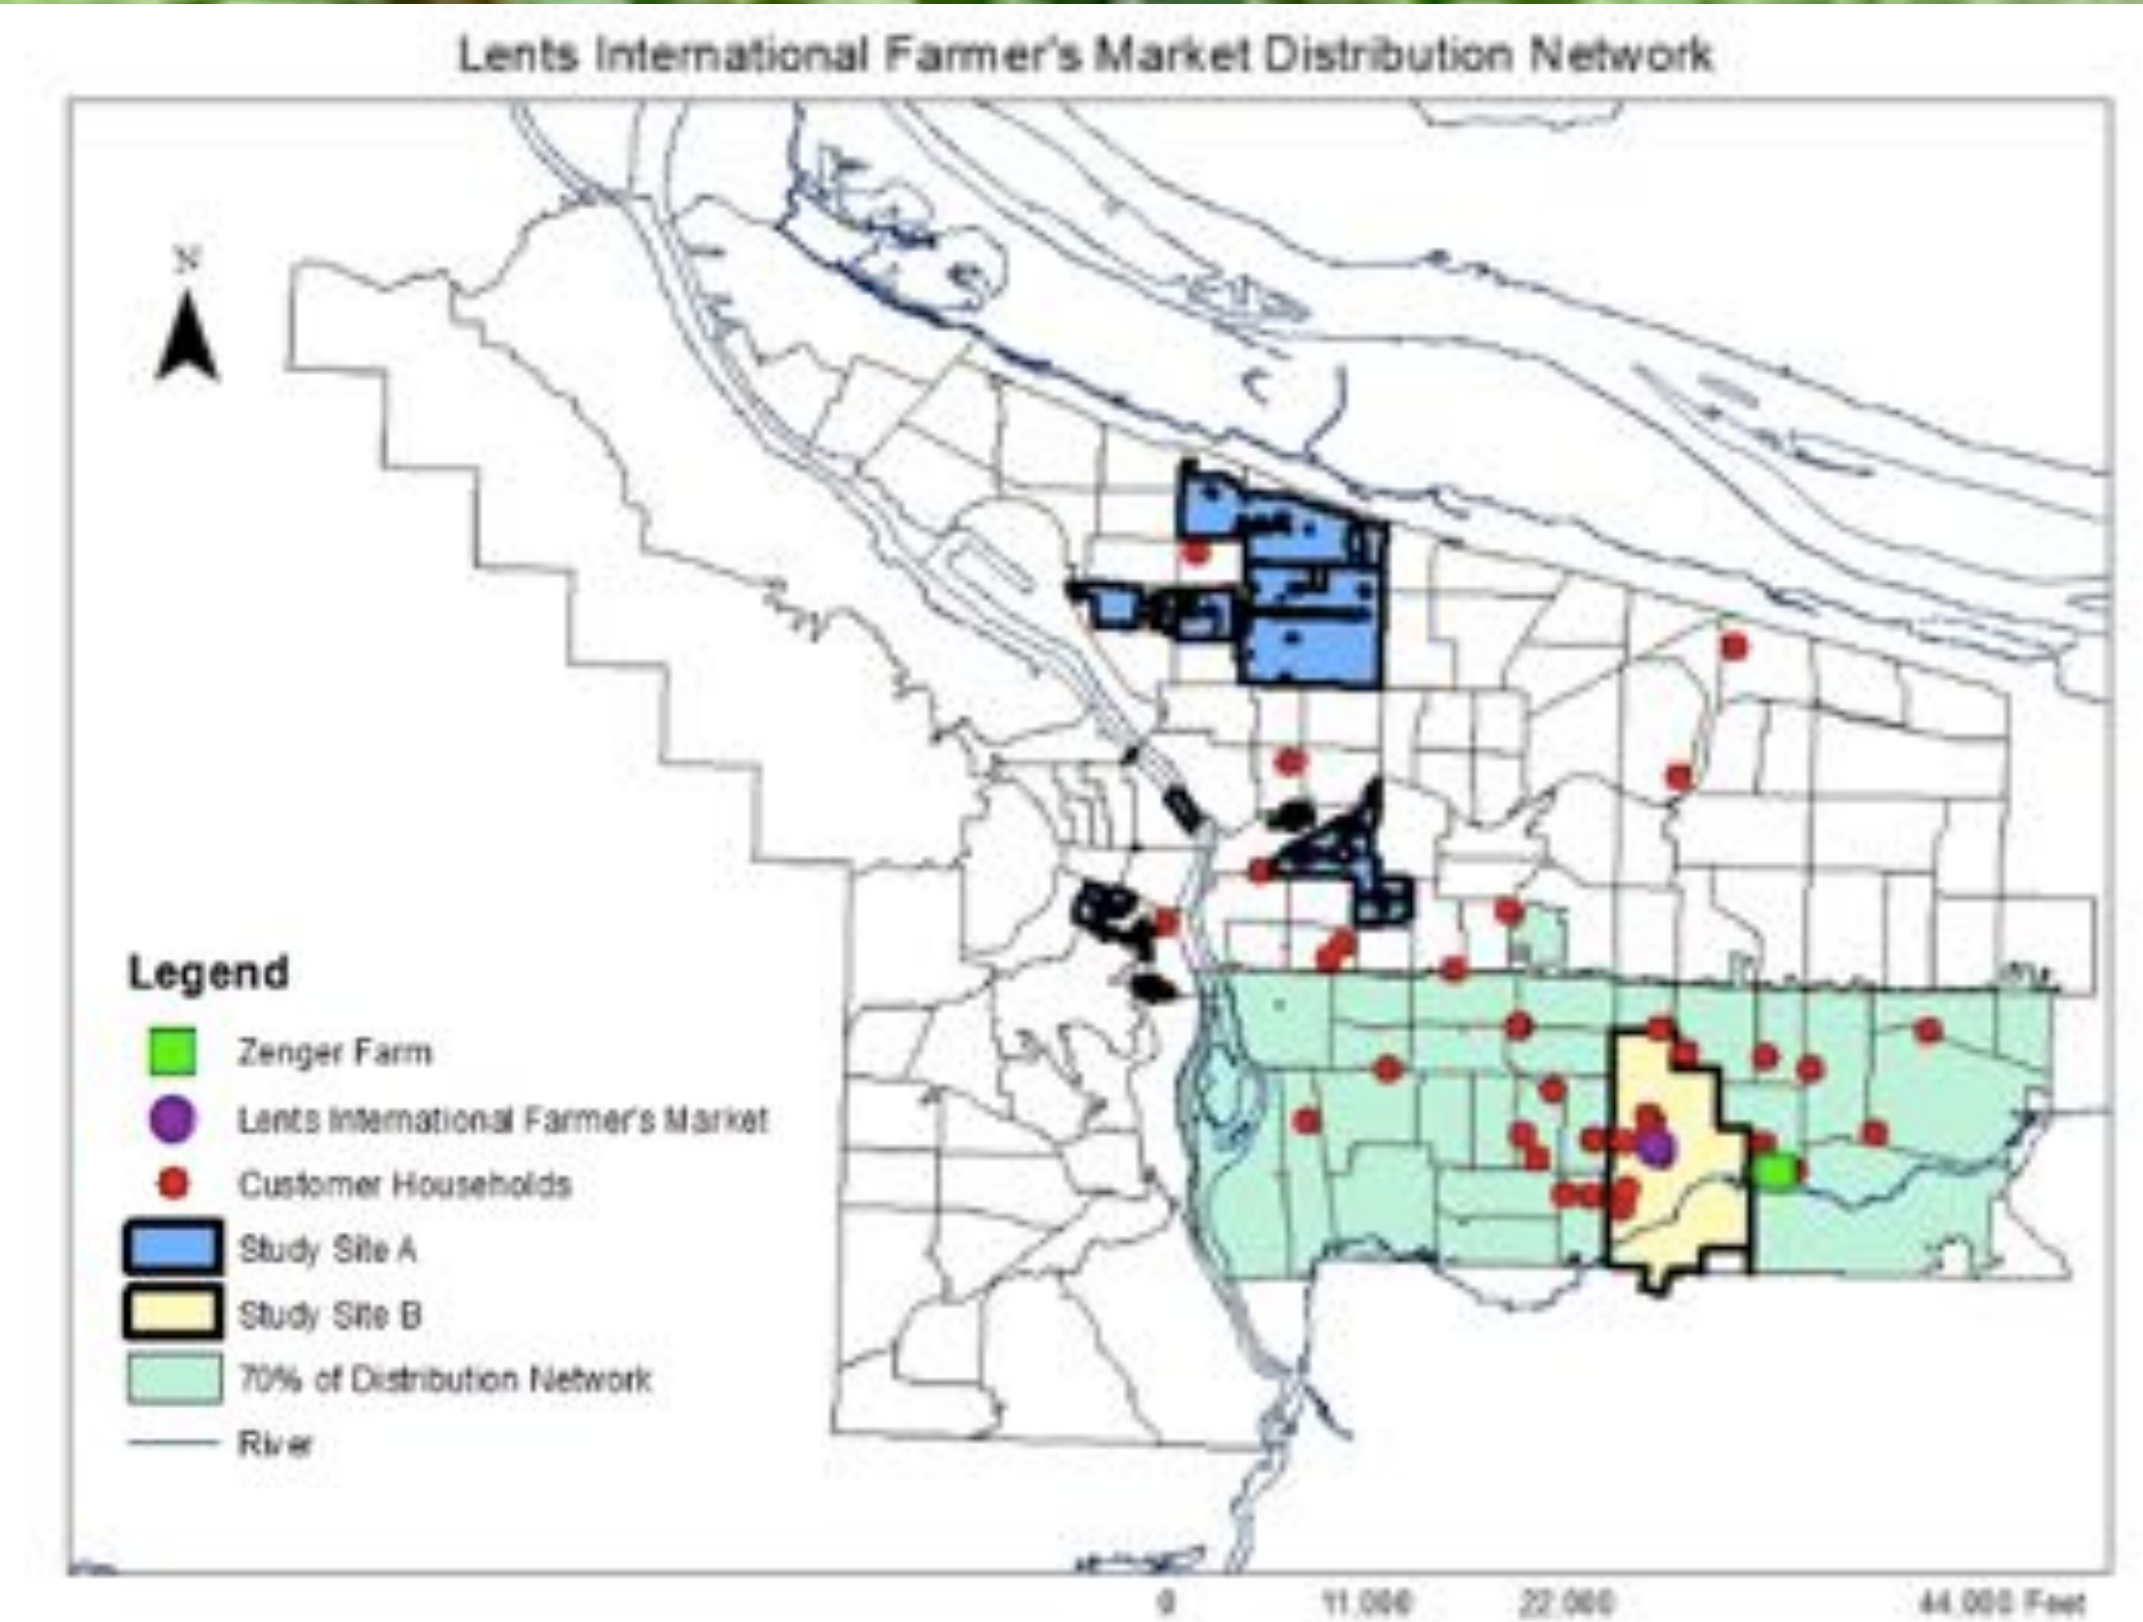 Lents International Farmer's Market Distribution Network
N
Legend
Zenger Farm
Lents International Farmer's Market
Customer Households
Study Site A
Study Site B
70% of Distribution Network
River
0 11,000 22,000 44,000 Feet